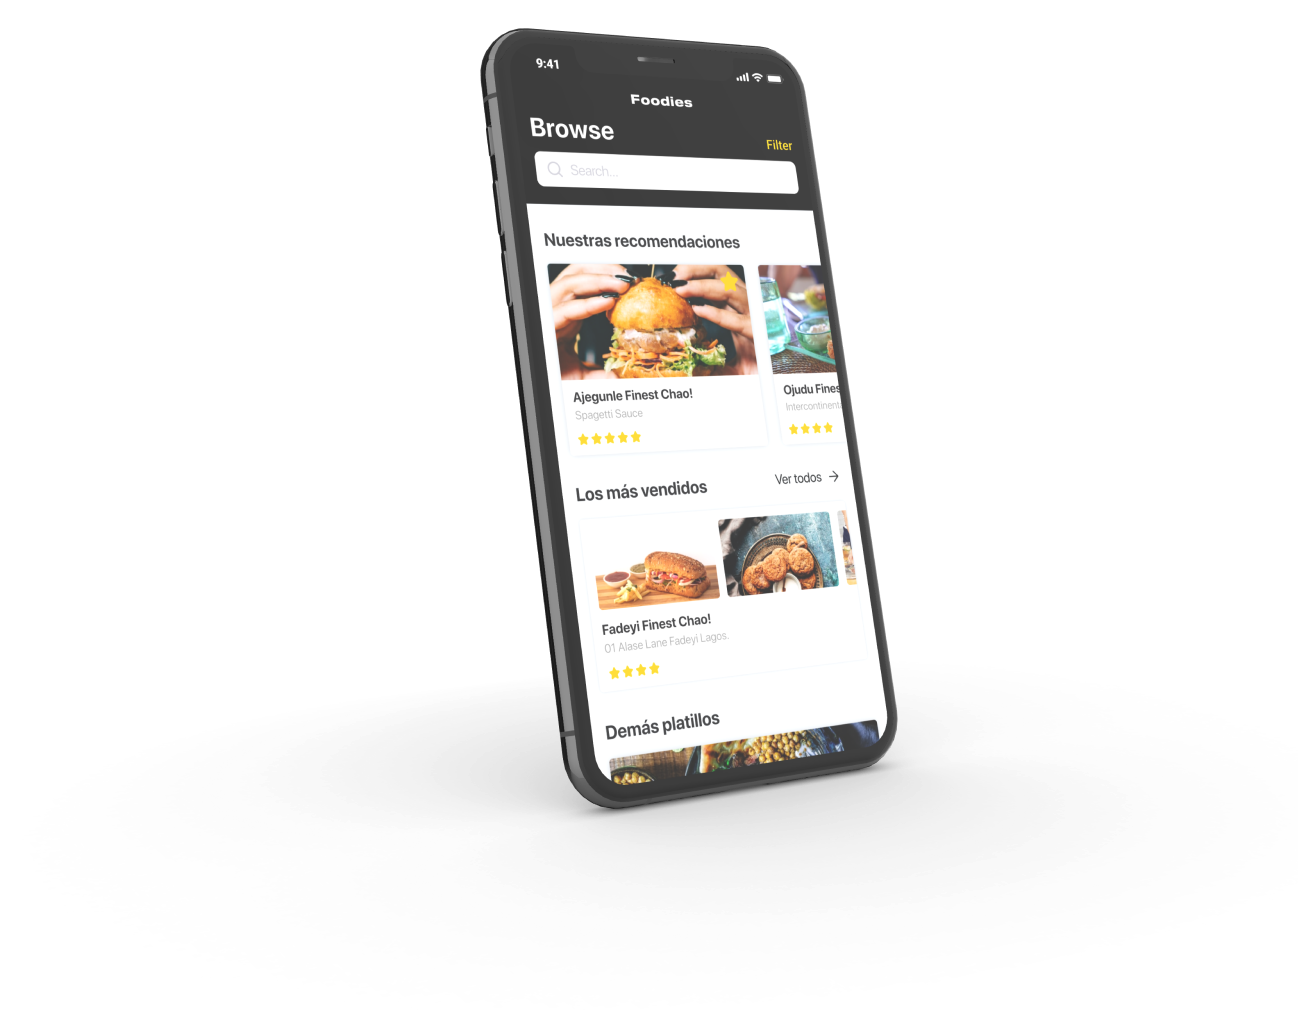 9:41
Foodies
Browse
Filter
Search...
Nuestras recomendaciones
Ajegunle Finest Chao!
Spagetti Sauce
Ojudu Fines
Intercontinent
Los más vendidos
Ver todos
Fadeyi Finest Chao!
01 Alase Lane Fadeyi Lagos.
Demás platillos